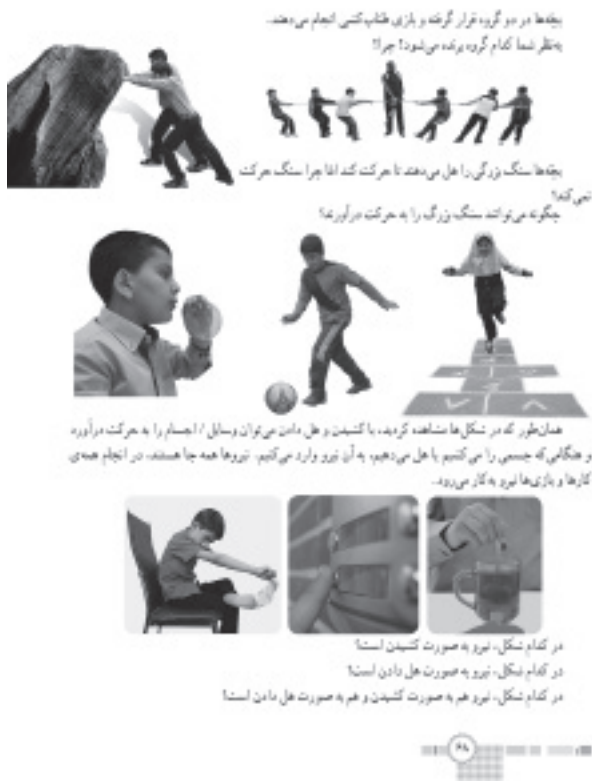 بچّه‌ها در دو گروه قرار گرفته و بازی طناب‌کشی انجام می‌دهند.
به‌نظر شما کدام گروه برنده می‌شود؟ چرا؟
بچّه‌ها سنگ بزرگی را هل می‌دهند تا حرکت کند امّا چرا سنگ حرکت
نمی‌کند؟
چگونه می‌توانند سنگ بزرگ را به حرکت درآورند؟
همان‌طور که در شکل‌ها مشاهده کردید، با کشیدن و هل دادن می‌توان وسایل / اجسام را به حرکت درآورد
و هنگامی‌که جسمی را می‌کشیم یا هل می‌دهیم، به آن نیرو وارد می‌کنیم. نیروها همه جا هستند. در انجام همه‌ی
کارها و بازی‌ها نیرو به‌کار می‌رود.
در کدام شکل، نیرو به صورت کشیدن است؟
در کدام شکل، نیرو به صورت هل دادن است؟
در کدام شکل، نیرو هم به صورت کشیدن و هم به صورت هل دادن است؟
۶۸